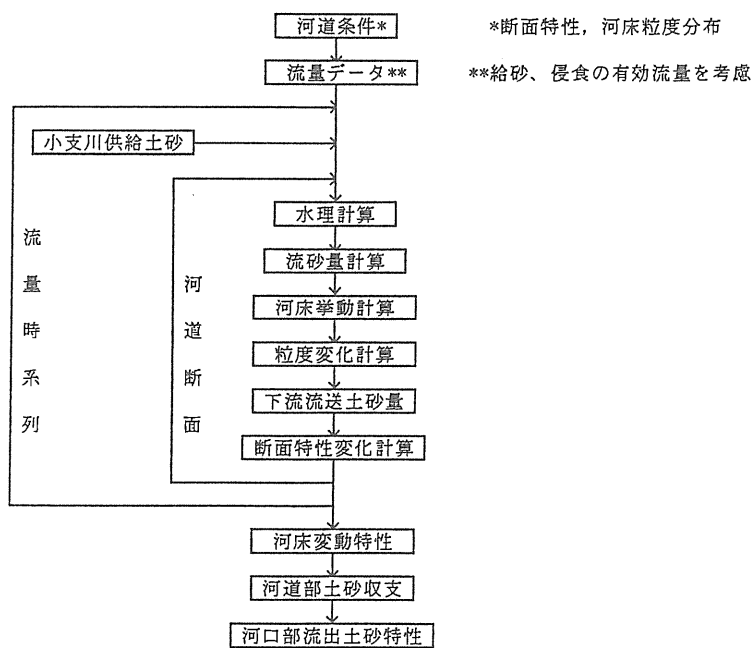 河道条件*
*断面特性，河床粒度分布
流量データ**
**給砂、侵食の有効流量を考慮
小支川供給土砂
流量時系列
河道断面
水理計算
流砂量計算
河床挙動計算
粒度変化計算
下流流送土砂量
断面特性変化計算
河床変動特性
河道部土砂収支
河口部流出土砂特性